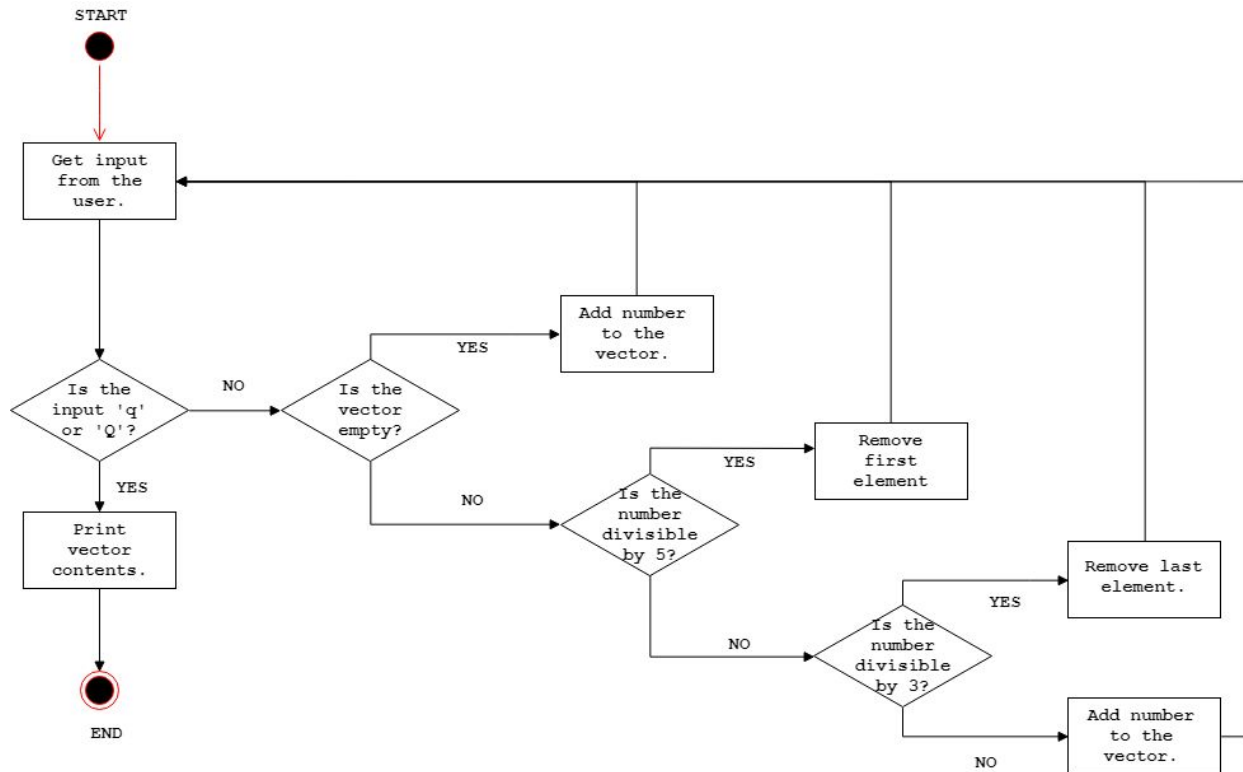 START
Get input
from the
user.
Add number
to the
vector.
YES
Is the
input 'q'
or 'Q'?
NO
Is the
vector
empty?
Remove
first
element
YES
YES
NO
Is the
number
divisible
by 5?
Print
vector
contents.
Remove last
element.
YES
NO
Is the
number
divisible
by 3?
END
Add number
to the
vector.
NO